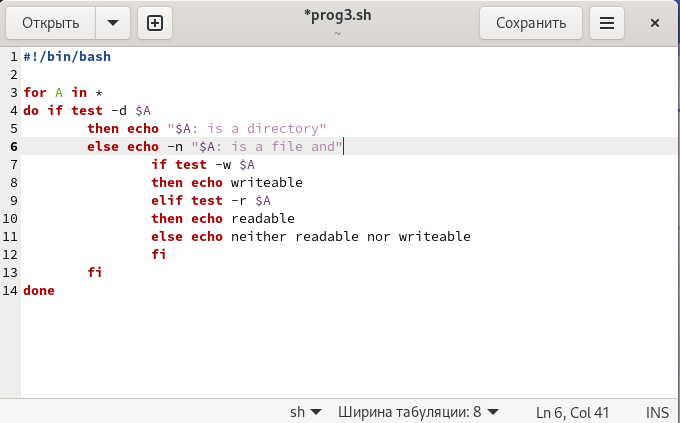 Открыть
*prog3.sh
~
Сохранить
1 #!/bin/bash
2
3 for A in *
4 do if test -d $A
5         then echo "$A: is a directory"
6         else echo -n "$A: is a file and"
7                 if test -w $A
8                 then echo writeable
9                 elif test -r $A
10                 then echo readable
11                 else echo neither readable nor writeable
12                 fi
13         fi
14 done
sh Ширина табуляции: 8 Ln 6, Col 41 INS